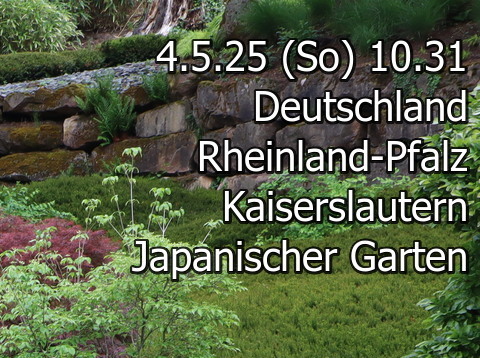 4.5.25 (So) 10.31
Deutschland
Rheinland-Pfalz
Kaiserslautern
Japanischer Garten